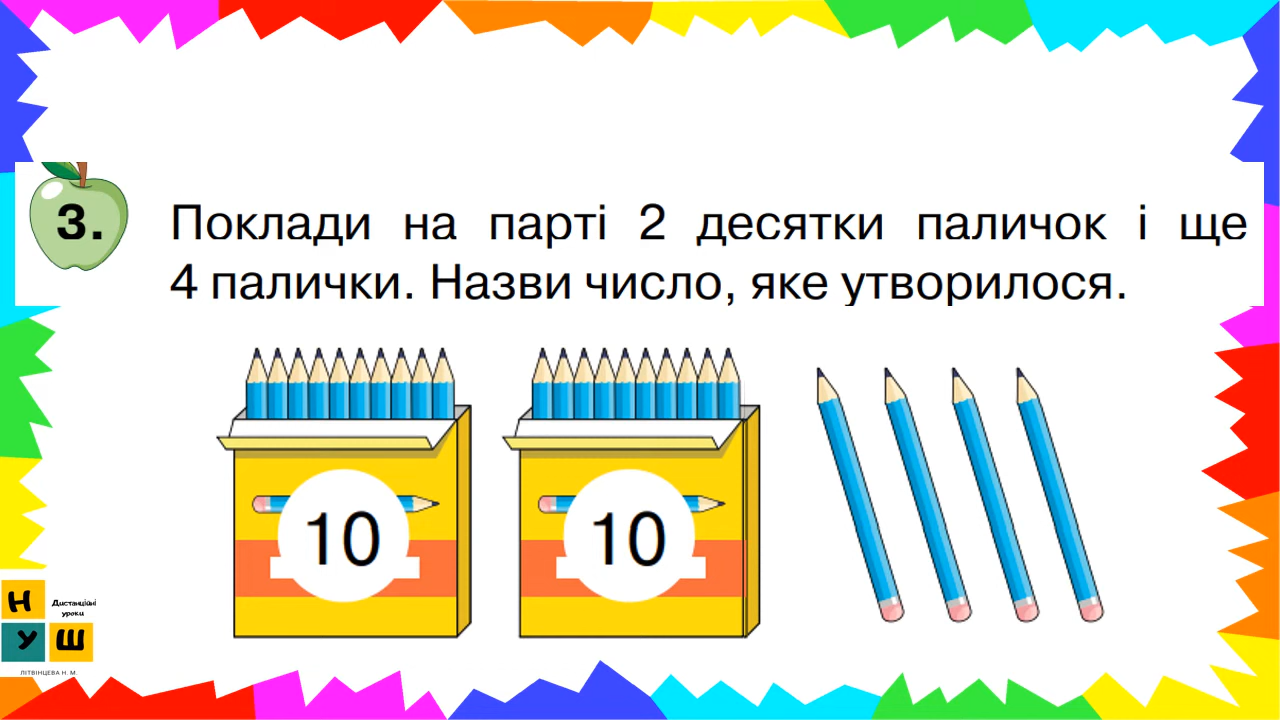 3. Поклади на парті 2 десятки паличок і ще
4 палички. Назви число, яке утворилося.
10
10
Н
Дистанційні
уроки
У Ш
ЛІТВІНЦЕВА Н. М.